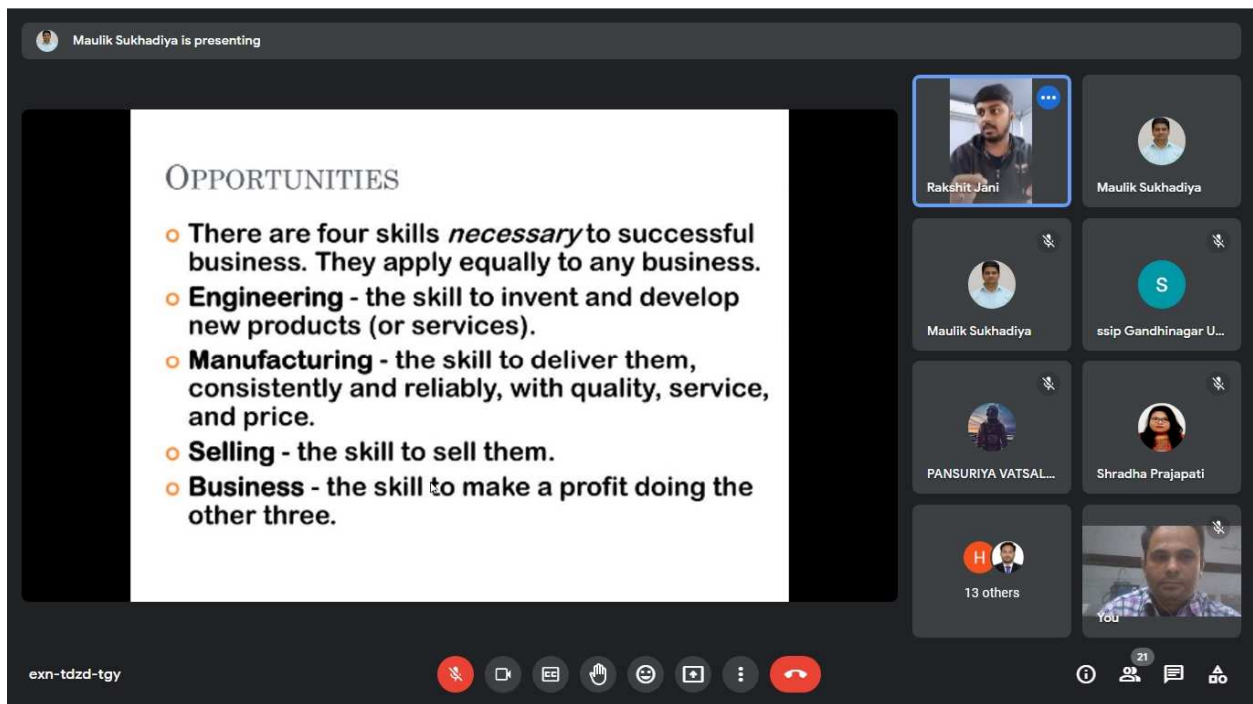 Maulik Sukhadiya is presenting
OPPORTUNITIES
There are four skills necessary to successful
business. They apply equally to any business.
Engineering - the skill to invent and develop
new products (or services).
Manufacturing - the skill to deliver them,
consistently and reliably, with quality, service,
and price.
Selling - the skill to sell them.
Business - the skill to make a profit doing the
other three.
Rakshit Jani
Maulik Sukhadiya
Maulik Sukhadiya
S
ssip Gandhinagar U...
PANSURIYA VATSAL...
Shradha Prajapati
H
13 others
You
exn-tdzd-tgy
CC
21